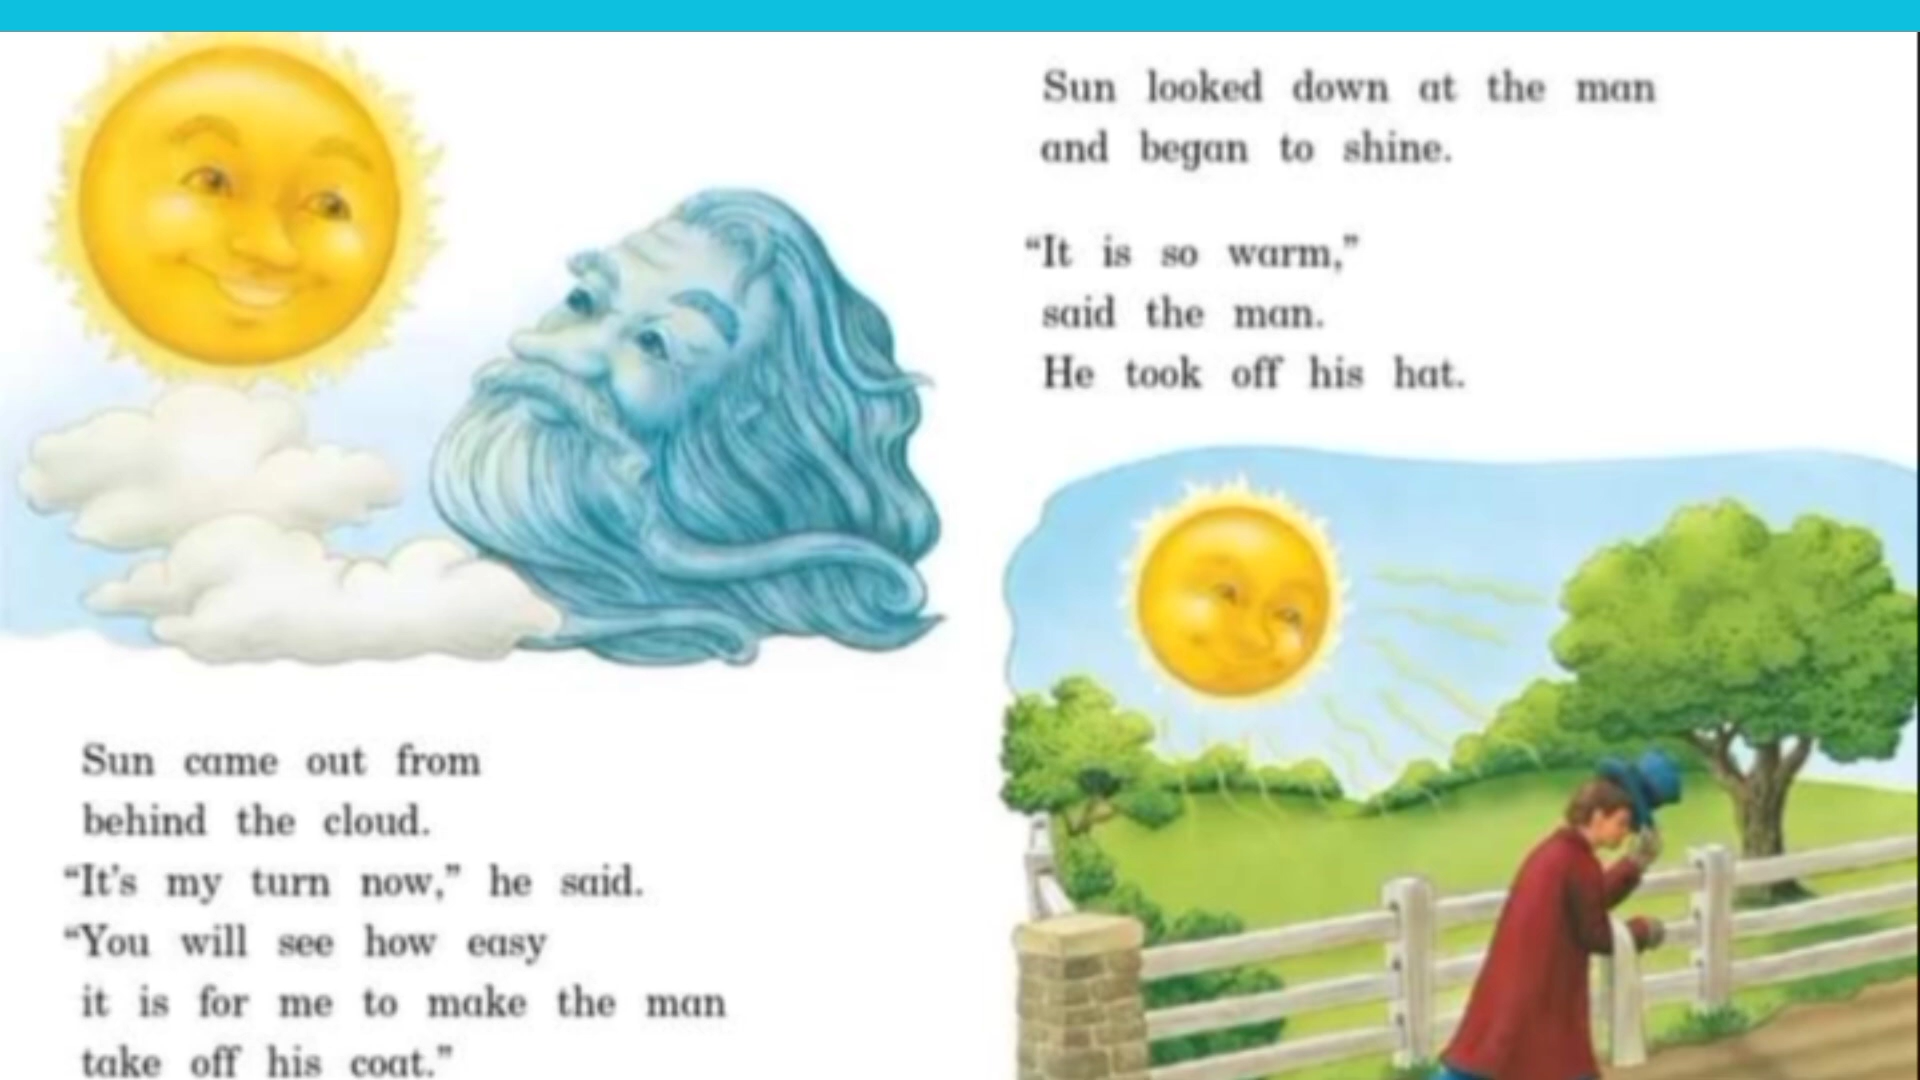 Sun came out from
behind the cloud.
“It’s my turn now,” he said.
“You will see how easy
it is for me to make the man
take off his coat.”
Sun looked down at the man
and began to shine.
“It is so warm,”
said the man.
He took off his hat.